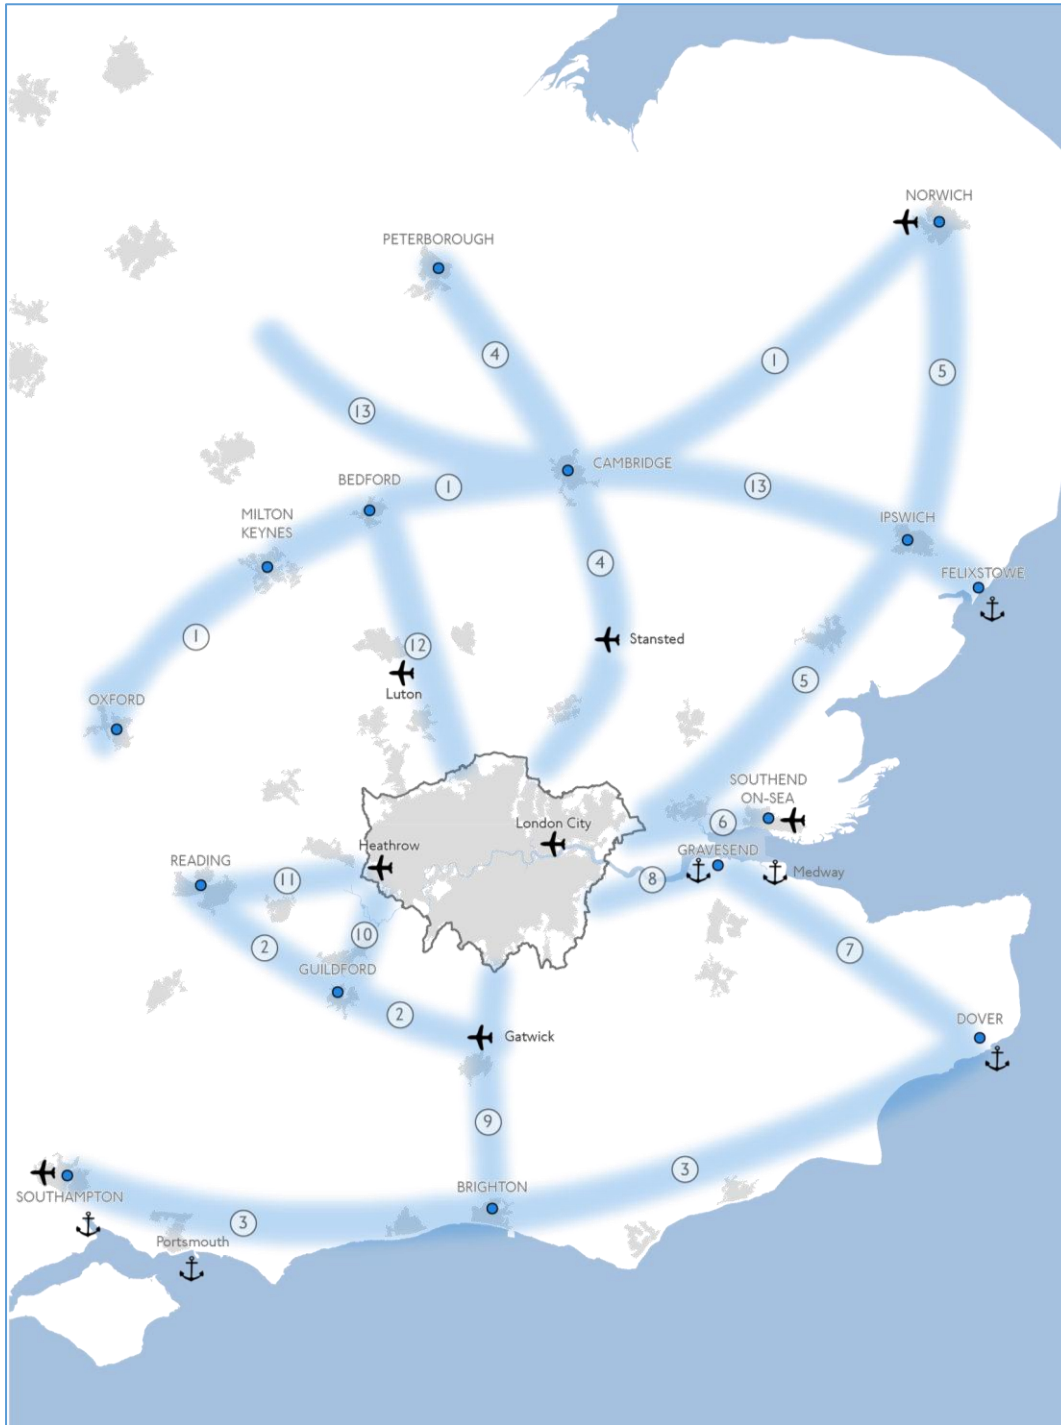 NORWICH
PETERBOROUGH
4
1
5
13
CAMBRIDGE
BEDFORD
1
13
MILTON
KEYNES
IPSWICH
4
FELIXSTOWE
1
12
Stansted
Luton
5
OXFORD
SOUTHEND
ON-SEA
6
London City
Heathrow
GRAVESEND
READING
11
8
Medway
10
2
7
GUILDFORD
2
Gatwick
DOVER
9
3
SOUTHAMPTON
BRIGHTON
3
Portsmouth